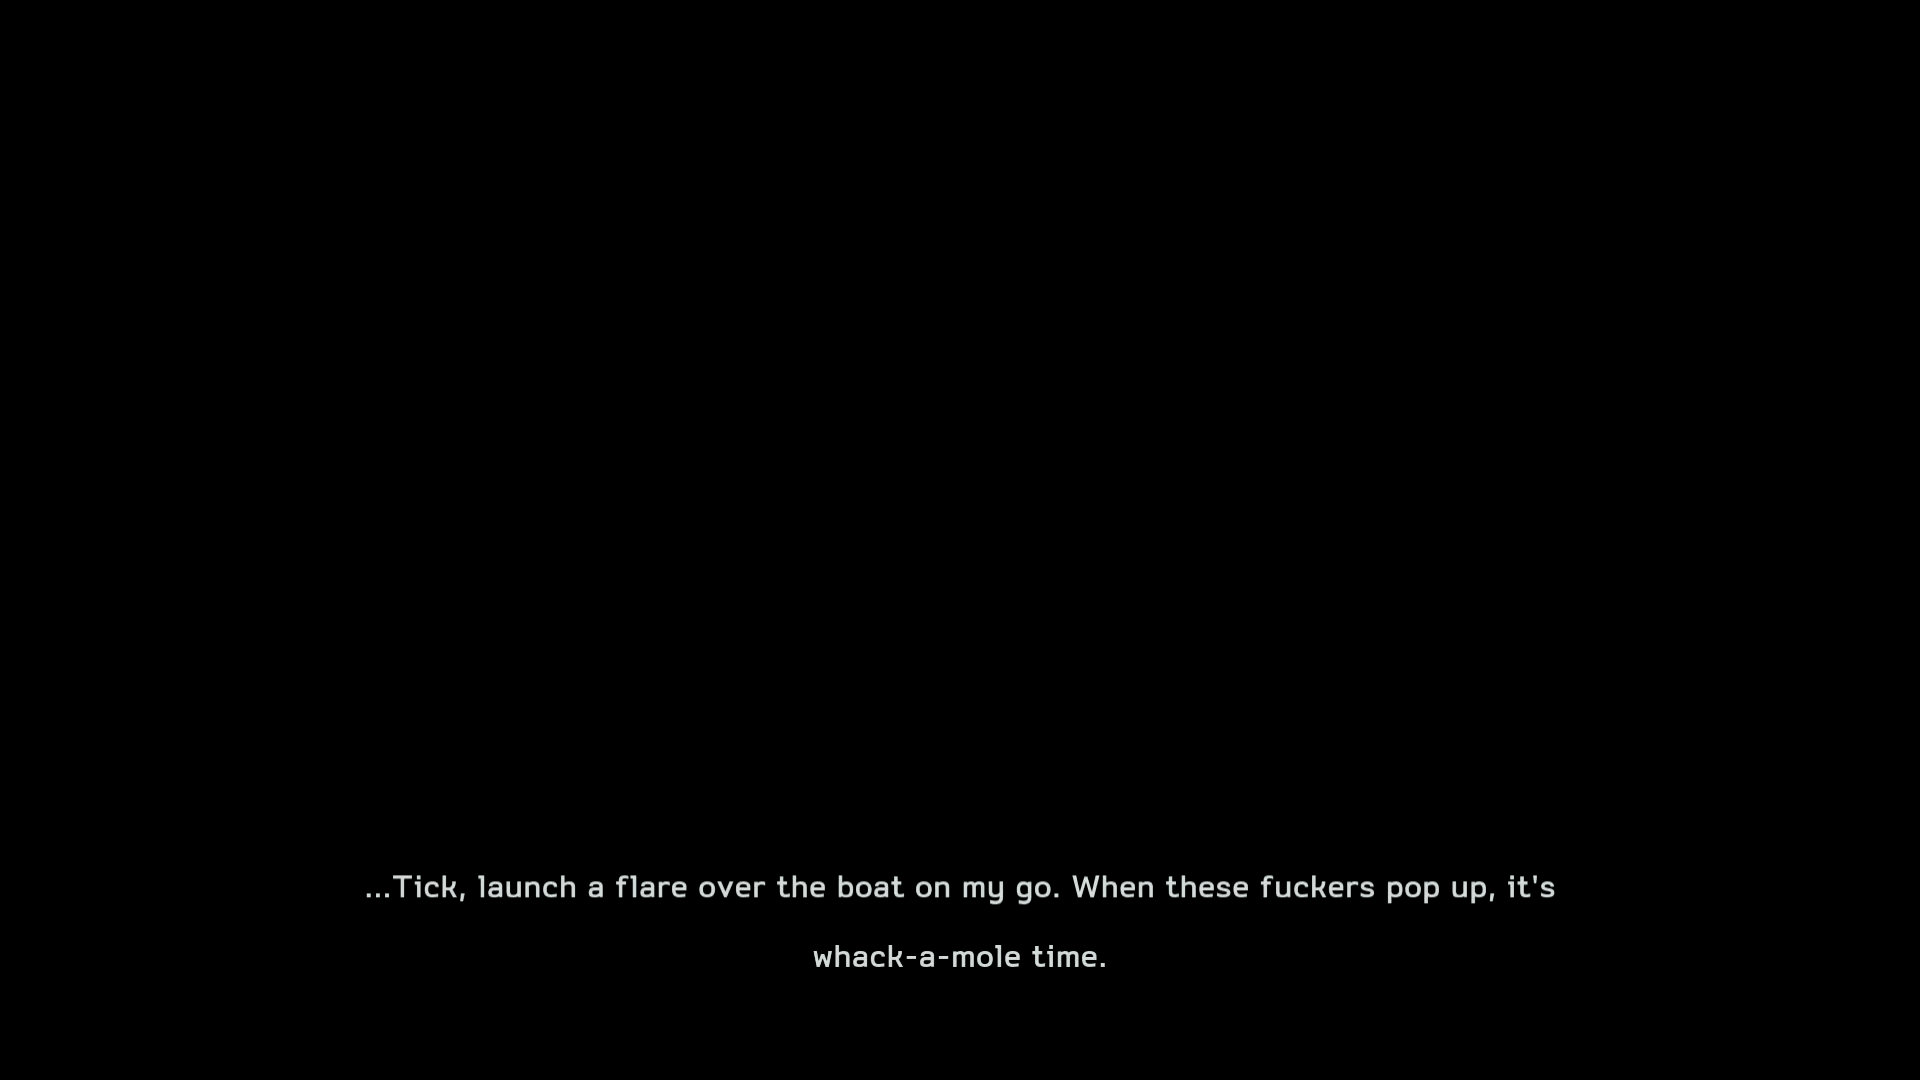 ...Tick, launch a flare over the boat on my go. When these fuckers pop up, it's
whack-a-mole time.